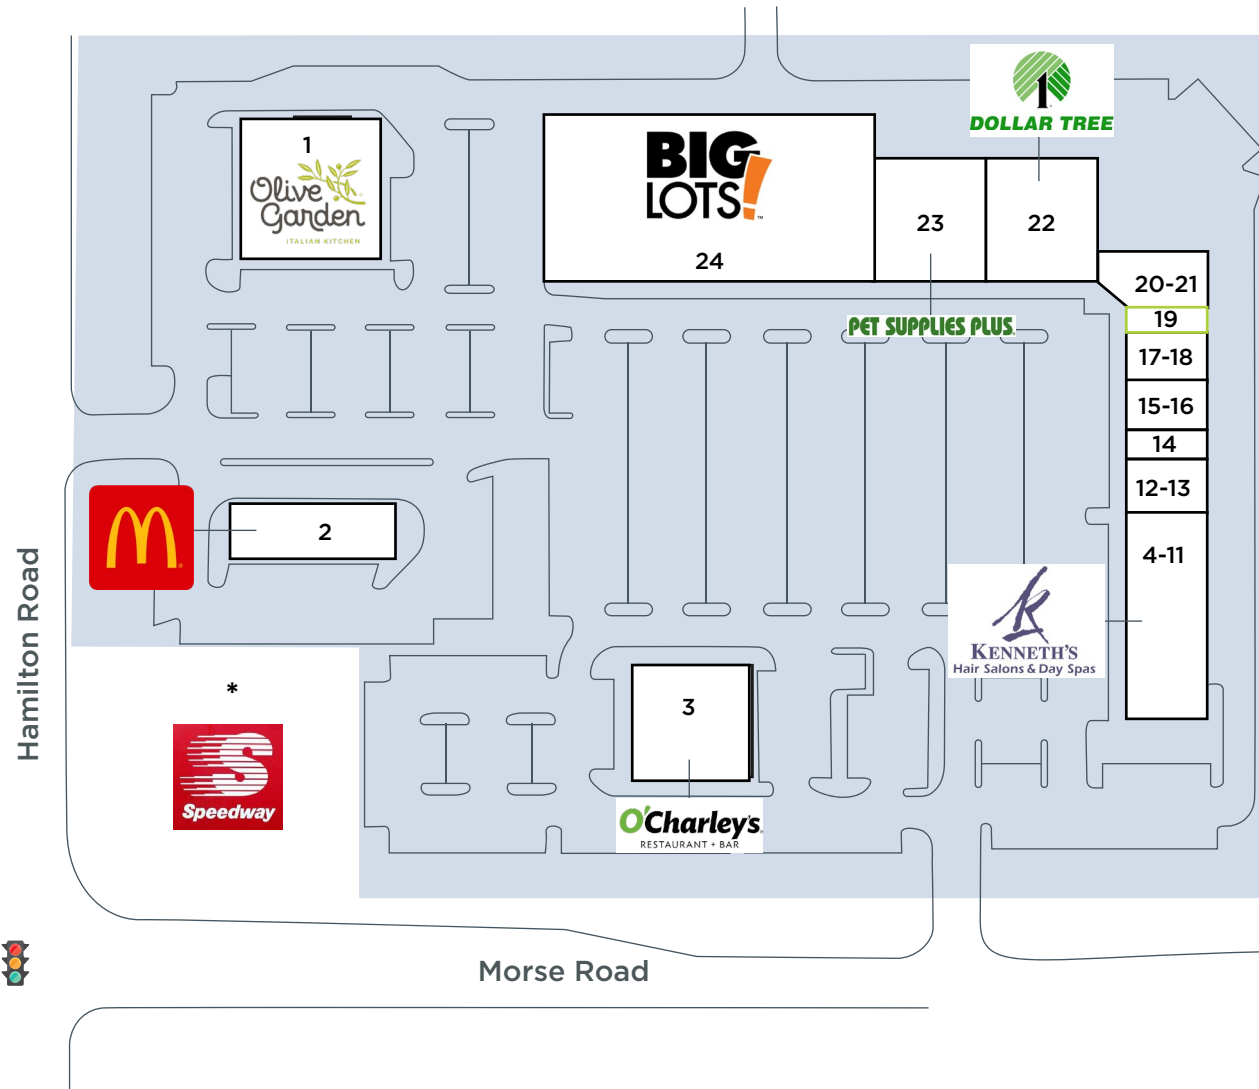 DOLLAR TREE
1
Olive
Garden
ITALIAN KITCHEN
BIG
LOTS!™
24
23
22
PET SUPPLIES PLUS
20-21
19
17-18
15-16
14
12-13
4-11
2
Hamilton Road
KENNETH'S
Hair Salons & Day Spas
*
Speedway
3
O'Charley's
RESTAURANT + BAR
Morse Road